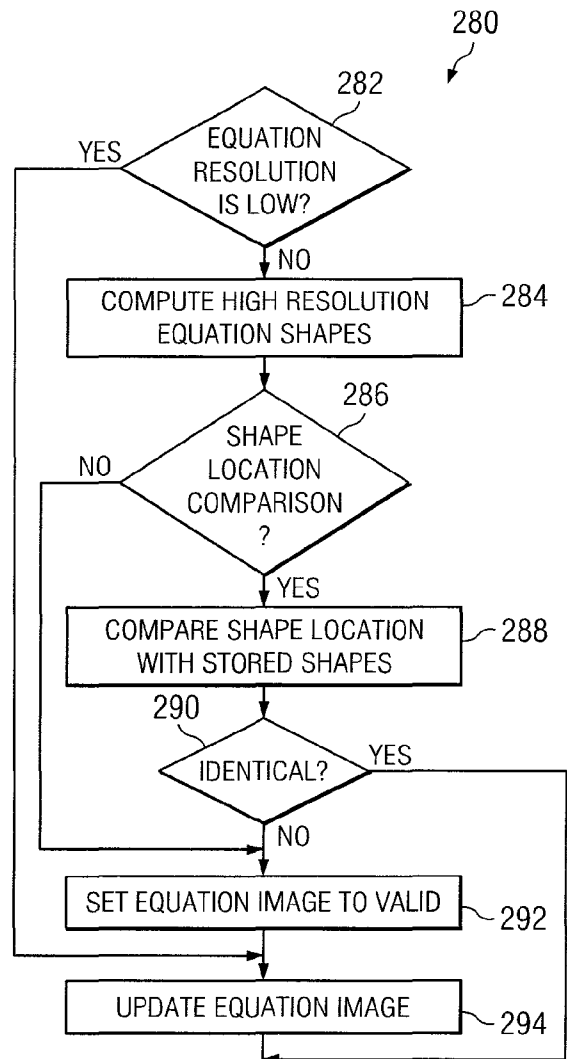 280
282
YES
EQUATION
RESOLUTION
IS LOW?
NO
COMPUTE HIGH RESOLUTION
EQUATION SHAPES
284
286
NO
SHAPE
LOCATION
COMPARISON
?
YES
COMPARE SHAPE LOCATION
WITH STORED SHAPES
288
290
IDENTICAL?
YES
NO
SET EQUATION IMAGE TO VALID
292
UPDATE EQUATION IMAGE
294